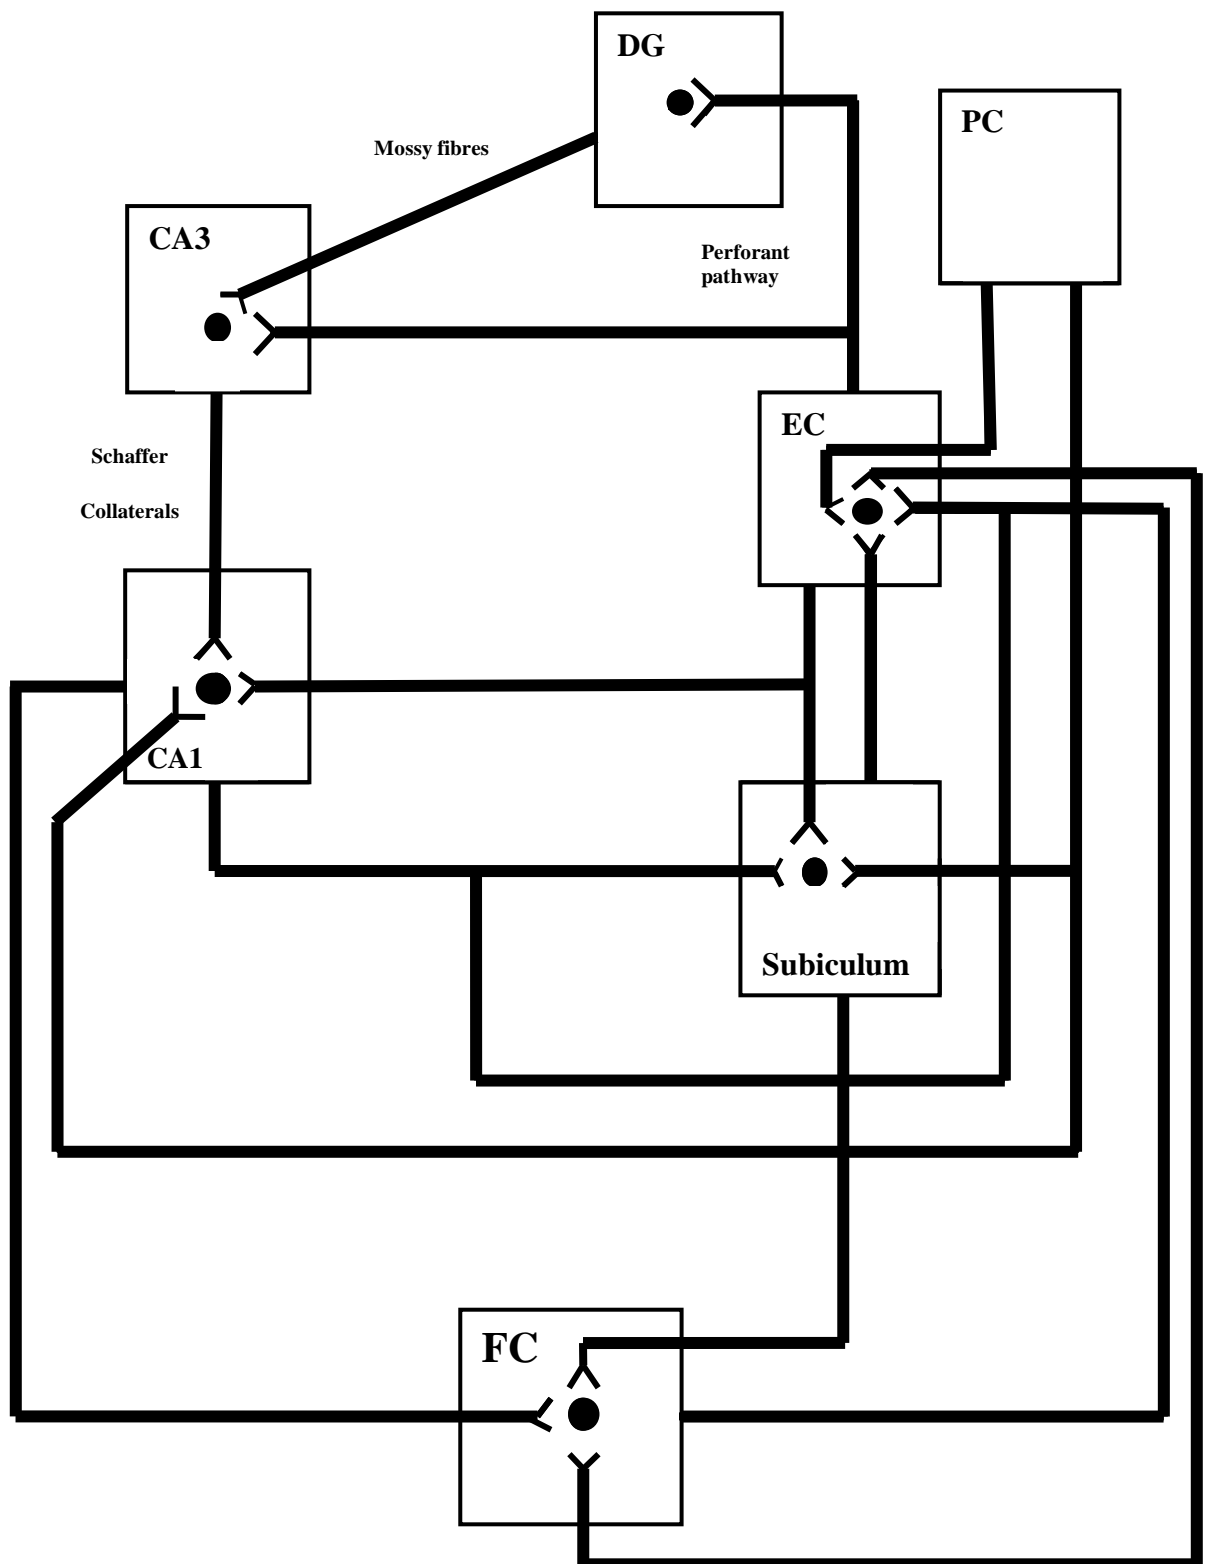 DG
PC
Mossy fibres
CA3
Perforant
pathway
EC
Schaffer
Collaterals
CA1
Subiculum
FC